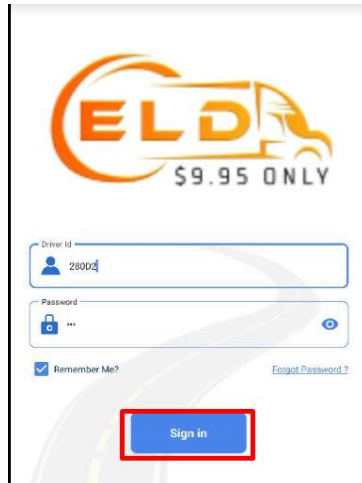 ELD
$9.95 ONLY
Driver Id
280D2
Password
Remember Me?
Forgot Password ?
Sign in